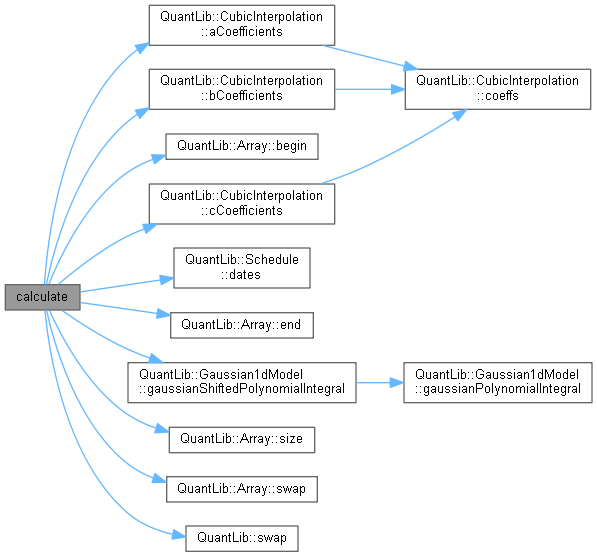 QuantLib::CubicInterpolation
::aCoefficients
QuantLib::CubicInterpolation
::bCoefficients
QuantLib::CubicInterpolation
::coeffs
QuantLib::Array::begin
QuantLib::CubicInterpolation
::cCoefficients
QuantLib::Schedule
::dates
calculate
QuantLib::Array::end
QuantLib::Gaussian1dModel
::gaussianShiftedPolynomialIntegral
QuantLib::Gaussian1dModel
::gaussianPolynomialIntegral
QuantLib::Array::size
QuantLib::Array::swap
QuantLib::swap